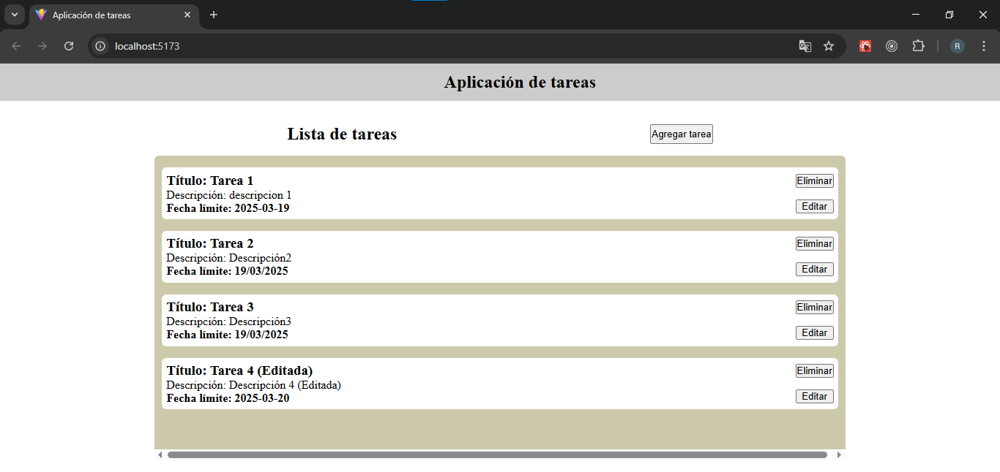 Aplicación de tareas
localhost:5173
R
Aplicación de tareas
Lista de tareas
Agregar tarea
Título: Tarea 1
Eliminar
Descripción: descripcion 1
Fecha límite: 2025-03-19
Editar
Título: Tarea 2
Eliminar
Descripción: Descripción2
Fecha límite: 19/03/2025
Editar
Título: Tarea 3
Eliminar
Descripción: Descripción3
Fecha límite: 19/03/2025
Editar
Título: Tarea 4 (Editada)
Eliminar
Descripción: Descripción 4 (Editada)
Fecha límite: 2025-03-20
Editar